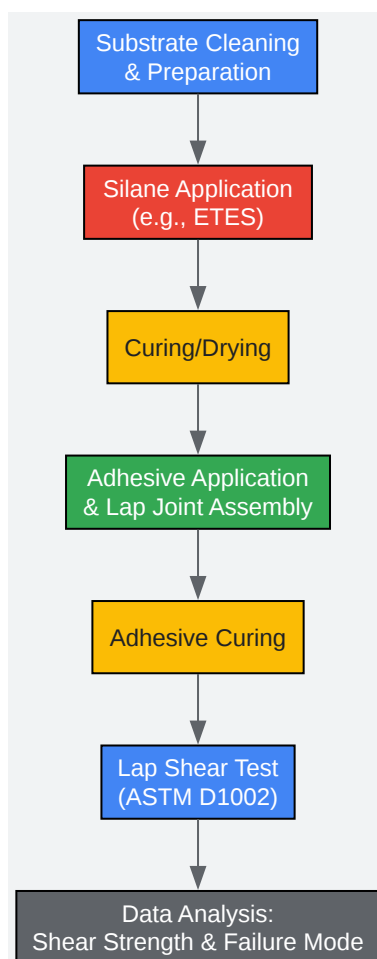 Substrate Cleaning
& Preparation
Silane Application
(e.g., ETES)
Curing/Drying
Adhesive Application
& Lap Joint Assembly
Adhesive Curing
Lap Shear Test
(ASTM D1002)
Data Analysis:
Shear Strength & Failure Mode